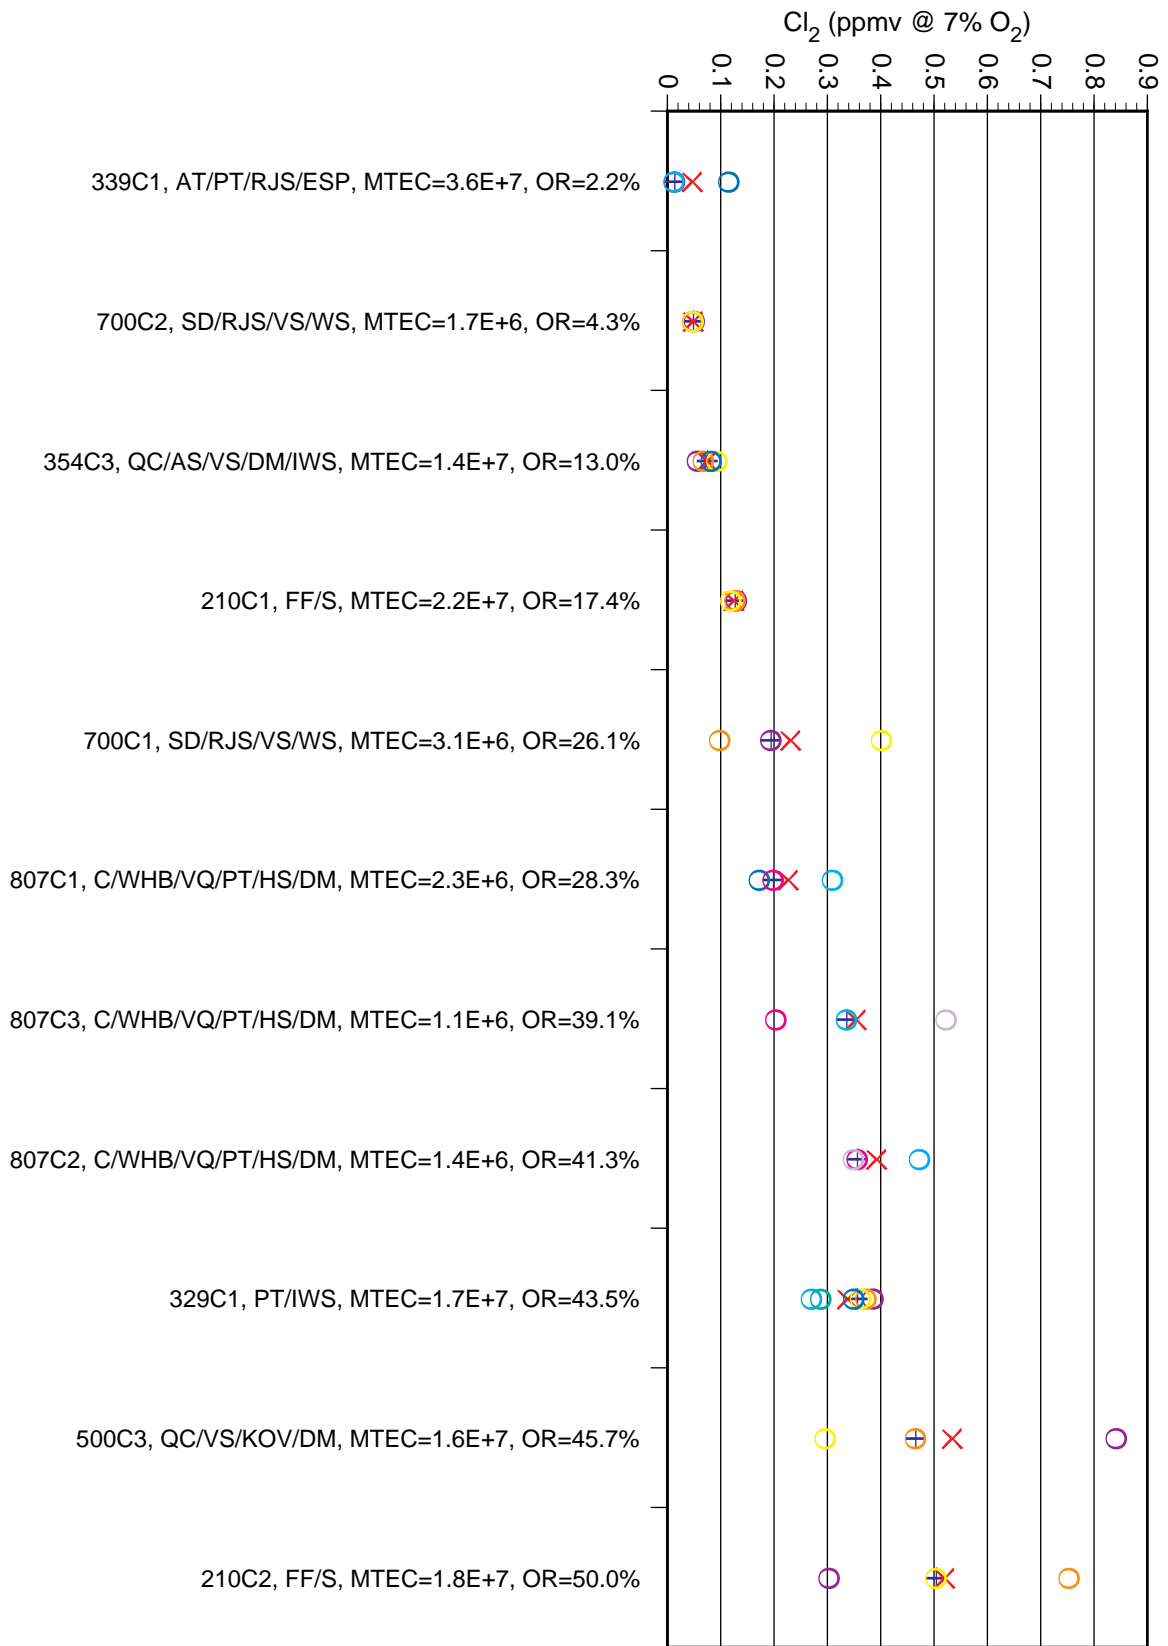 Cl₂ (ppmv @ 7% O₂)
0 0.1 0.2 0.3 0.4 0.5 0.6 0.7 0.8 0.9
339C1, AT/PT/RJS/ESP, MTEC=3.6E+7, OR=2.2%
700C2, SD/RJS/VS/WS, MTEC=1.7E+6, OR=4.3%
354C3, QC/AS/VS/DM/IWS, MTEC=1.4E+7, OR=13.0%
210C1, FF/S, MTEC=2.2E+7, OR=17.4%
700C1, SD/RJS/VS/WS, MTEC=3.1E+6, OR=26.1%
807C1, C/WHB/VQ/PT/HS/DM, MTEC=2.3E+6, OR=28.3%
807C3, C/WHB/VQ/PT/HS/DM, MTEC=1.1E+6, OR=39.1%
807C2, C/WHB/VQ/PT/HS/DM, MTEC=1.4E+6, OR=41.3%
329C1, PT/IWS, MTEC=1.7E+7, OR=43.5%
500C3, QC/VS/KOV/DM, MTEC=1.6E+7, OR=45.7%
210C2, FF/S, MTEC=1.8E+7, OR=50.0%